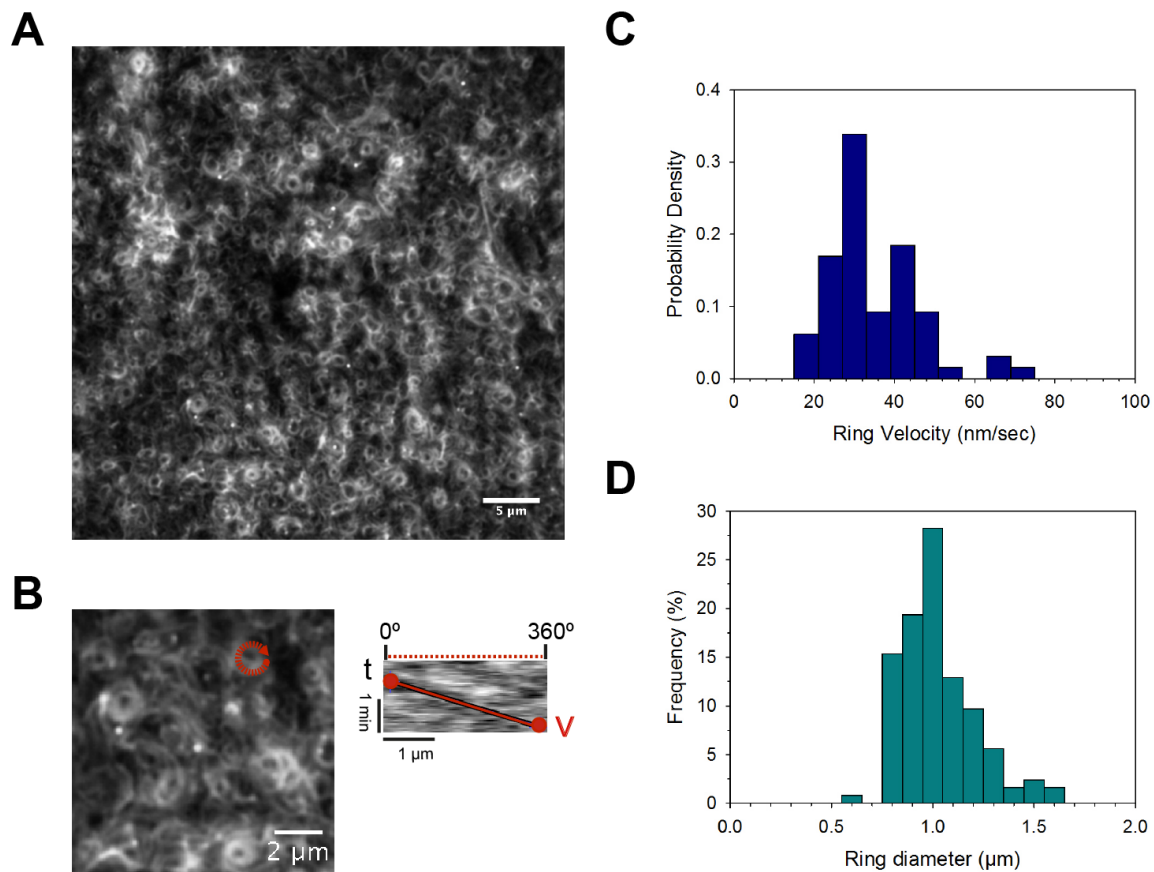 A
5 µm
B
2 µm
0º 360º
t
1 min
V
1 µm
C
0.4
0.3
0.2
0.1
0.0
Probability Density
0 20 40 60 80 100
Ring Velocity (nm/sec)
D
30
25
20
15
10
5
0
Frequency (%)
0.0 0.5 1.0 1.5 2.0
Ring diameter (µm)